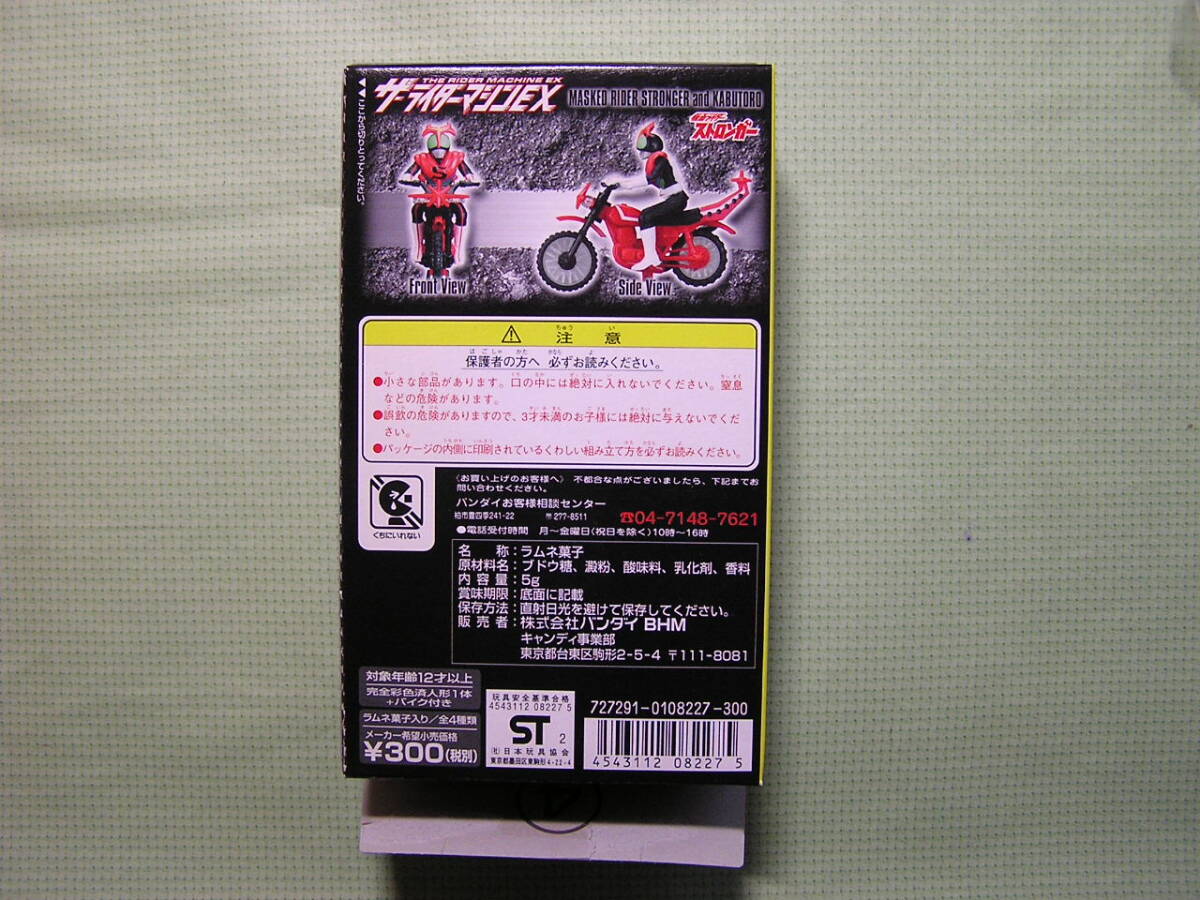 THE RIDER MACHINE EX
ザ・ライダーマシンEX
MASKED RIDER STRONGER and KABUTORO
仮面ライダー
ストロンガー
Front View
Side View
⚠ 注意
保護者の方へ 必ずお読みください。
●小さな部品があります。口の中には絶対に入れないでください。窒息
などの危険があります。
●誤飲の危険がありますので、3才未満のお子様には絶対に与えないでくだ
さい。
●パッケージの内側に印刷されているくわしい組み立て方を必ずお読みください。
くちにいれない
《お買い上げのお客様へ》 不都合な点がございましたら、下記までお
問い合わせください。
バンダイお客様相談センター
柏市豊四季241-22 〒277-8511 ☎04-7148-7621
●電話受付時間 月〜金曜日(祝日を除く)10時〜16時
名 称：ラムネ菓子
原材料名：ブドウ糖、澱粉、酸味料、乳化剤、香料
内 容 量：5g
賞味期限：底面に記載
保存方法：直射日光を避けて保存してください。
販 売 者：株式会社バンダイ BHM
キャンディ事業部
東京都台東区駒形2-5-4 〒111-8081
対象年齢12才以上
完全彩色済人形1体
+バイク付き
ラムネ菓子入り/全4種類
メーカー希望小売価格
¥300(税別)
玩具安全基準合格
4543112 08227 5
ST 2
(社)日本玩具協会
東京都墨田区東駒形4-22-4
727291-0108227-300
4543112 082275
4